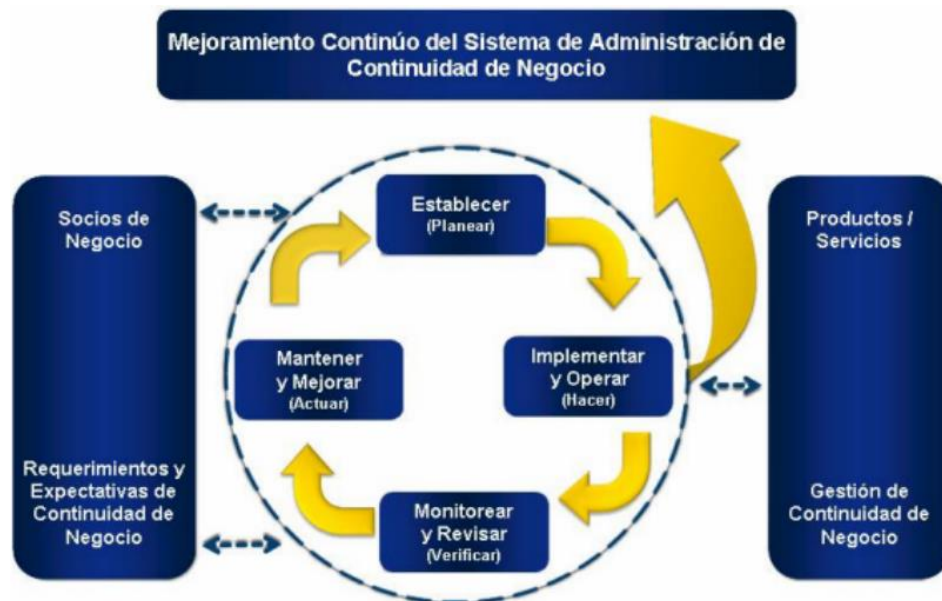 Mejoramiento Continúo del Sistema de Administración de
Continuidad de Negocio
Socios de
Negocio
Requerimientos y
Expectativas de
Continuidad de
Negocio
Establecer
(Planear)
Implementar
y Operar
(Hacer)
Monitorear
y Revisar
(Verificar)
Mantener
y Mejorar
(Actuar)
Productos /
Servicios
Gestión de
Continuidad de
Negocio